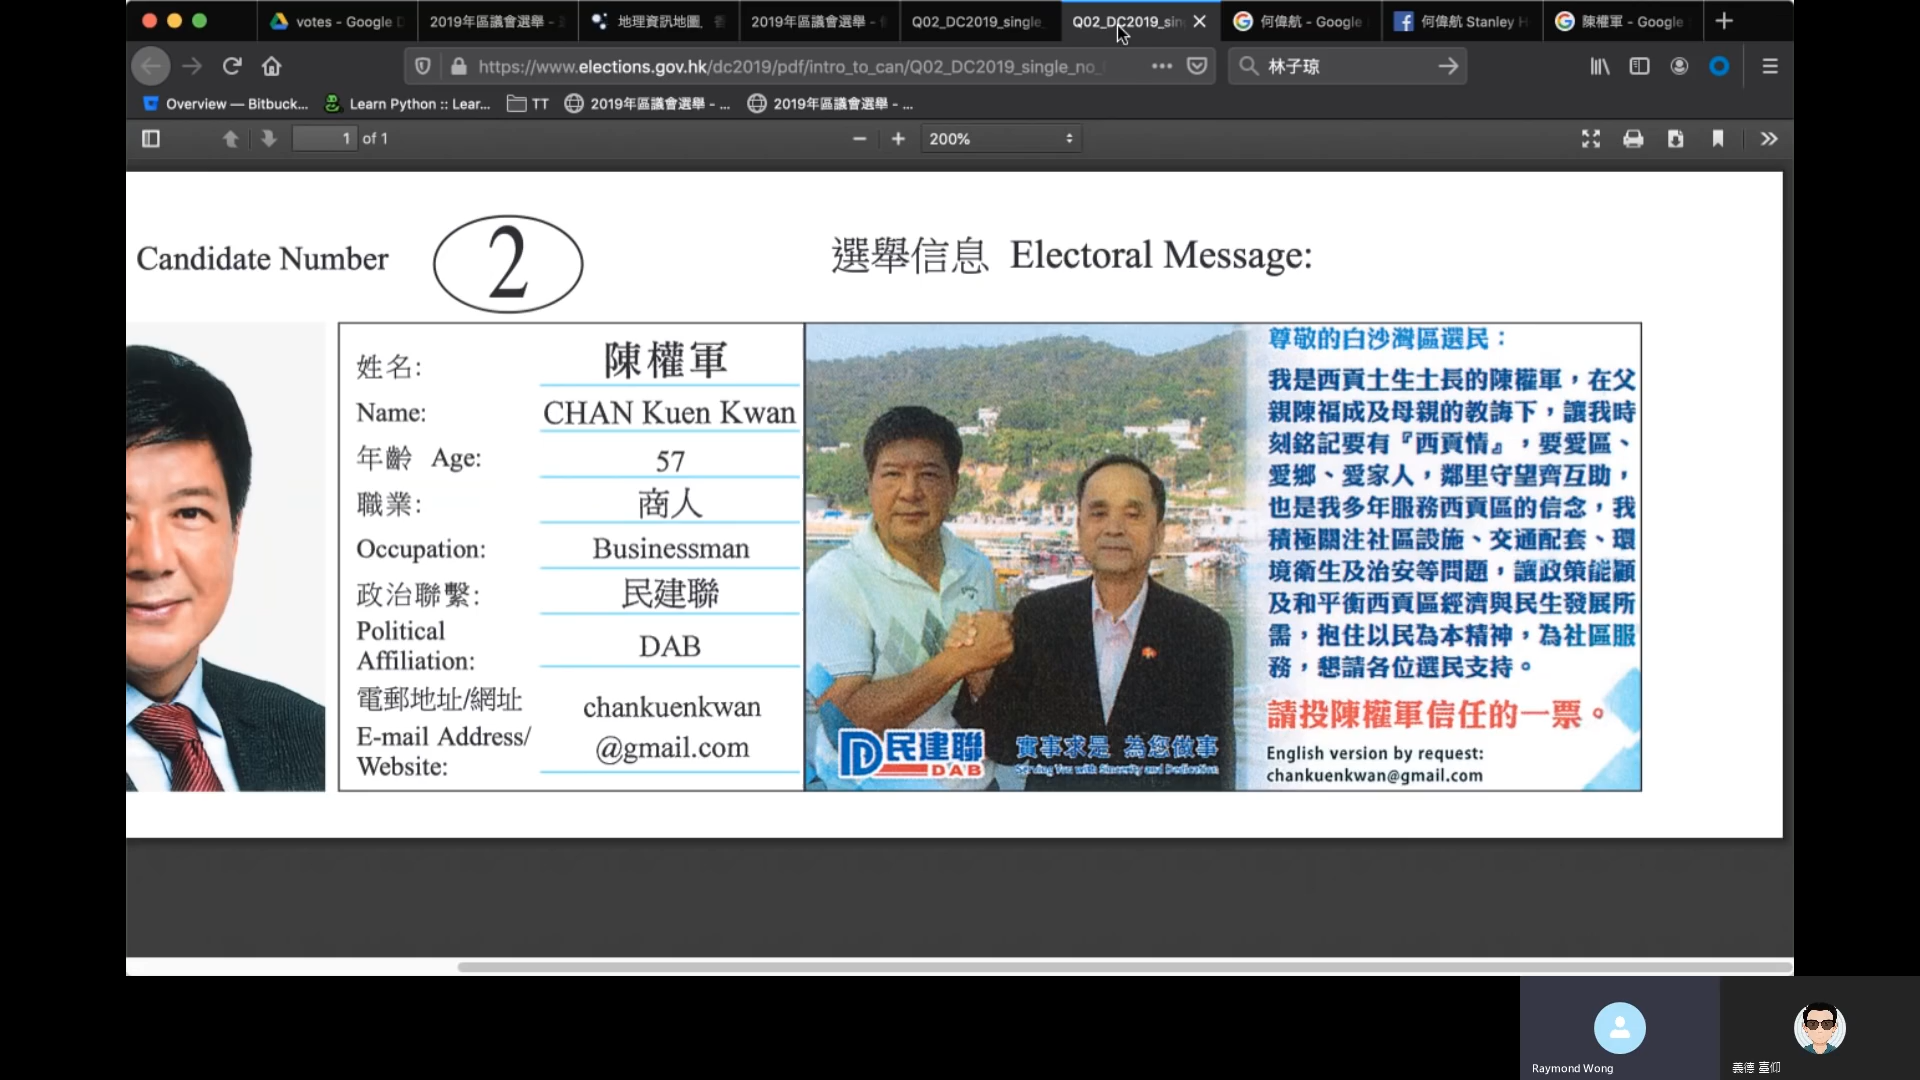 votes - Google D
2019年區議會選舉 -
地理資訊地圖
2019年區議會選舉 -
Q02_DC2019_single
Q02_DC2019_sin
何偉航 - Google
何偉航 Stanley H
陳權軍 - Google
https://www.elections.gov.hk/dc2019/pdf/intro_to_can/Q02_DC2019_single_no_
林子琼
Overview — Bitbuck...
Learn Python :: Lear...
TT
2019年區議會選舉 - ...
2019年區議會選舉 - ...
1 of 1
200%
Candidate Number 2
選舉信息 Electoral Message:
姓名: 陳權軍
Name: CHAN Kuen Kwan
年齡 Age: 57
職業: 商人
Occupation: Businessman
政治聯繫: 民建聯
Political
Affiliation: DAB
電郵地址/網址
E-mail Address/
Website:
chankuenkwan
@gmail.com
民建聯
DAB
實事求是 為您做事
Serving You with Sincerity and Dedication
尊敬的白沙灣區選民：
我是西貢土生土長的陳權軍，在父
親陳福成及母親的教誨下，讓我時
刻銘記要有『西貢情』，要愛區、
愛鄉、愛家人，鄰里守望齊互助，
也是我多年服務西貢區的信念，我
積極關注社區設施、交通配套、環
境衛生及治安等問題，讓政策能顧
及和平衡西貢區經濟與民生發展所
需，抱住以民為本精神，為社區服
務，懇請各位選民支持。
請投陳權軍信任的一票。
English version by request:
chankuenkwan@gmail.com
Raymond Wong